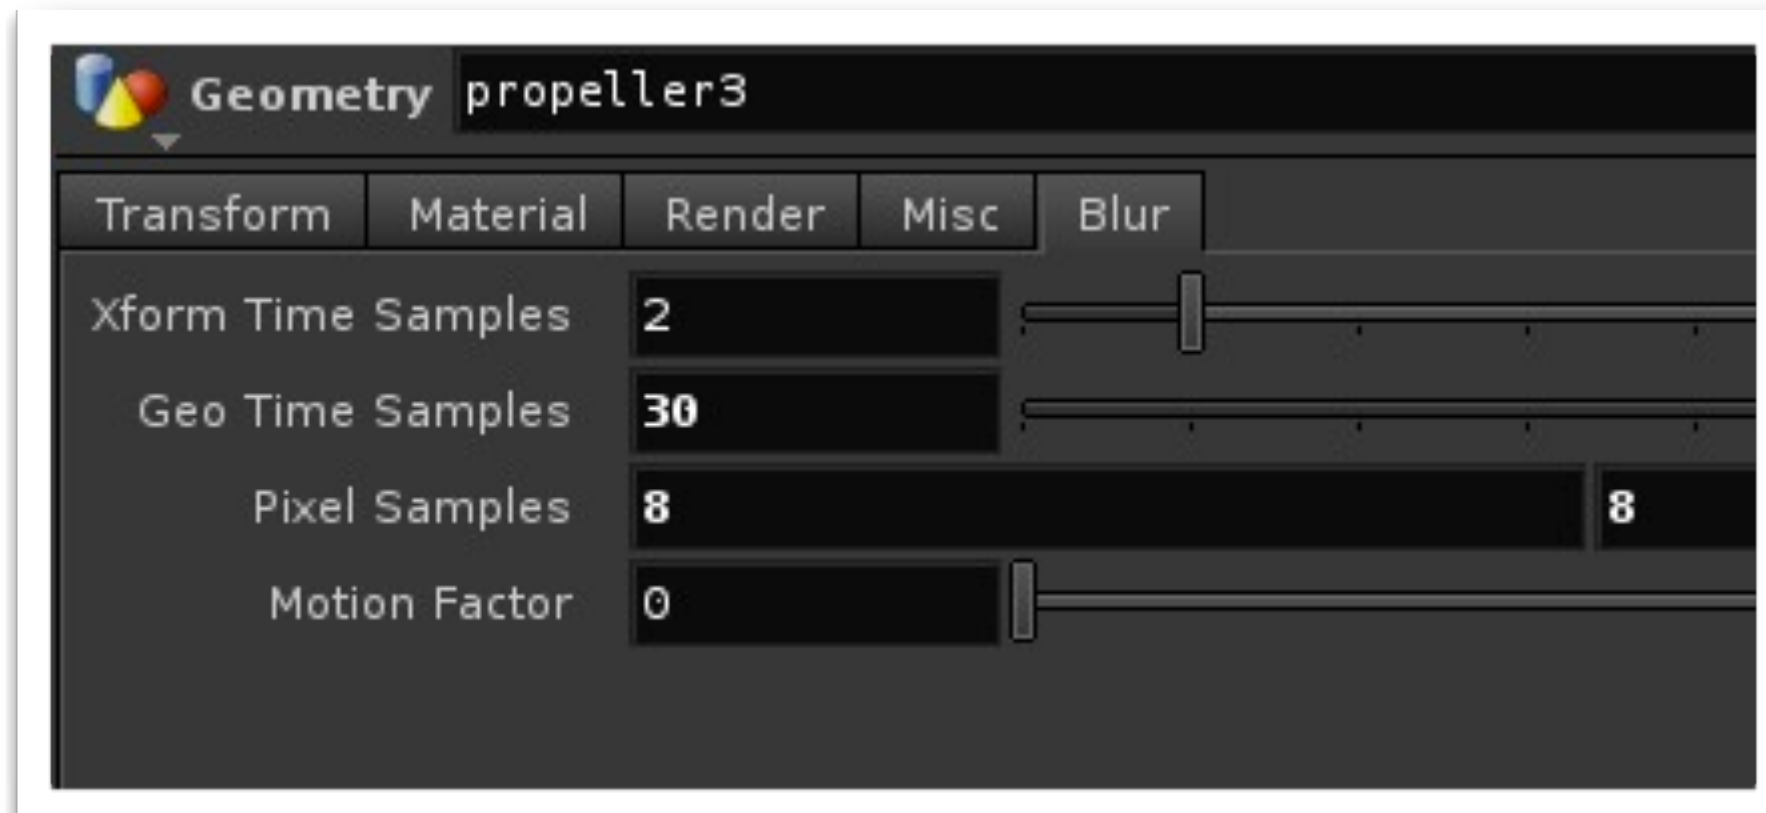 Geometry propeller3
Transform Material Render Misc Blur
Xform Time Samples 2
Geo Time Samples 30
Pixel Samples 8 8
Motion Factor 0